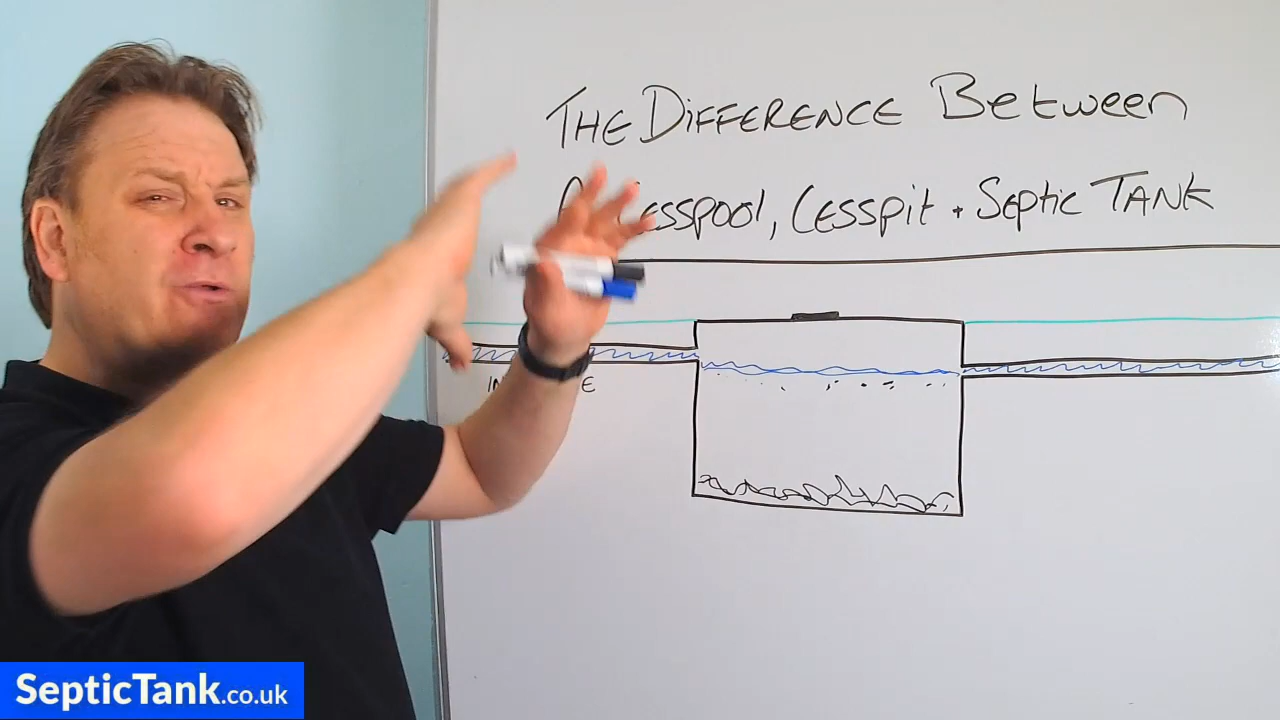 THE DIFFERENCE BETWEEN
Cesspool, Cesspit + Septic TANK
SepticTank.co.uk